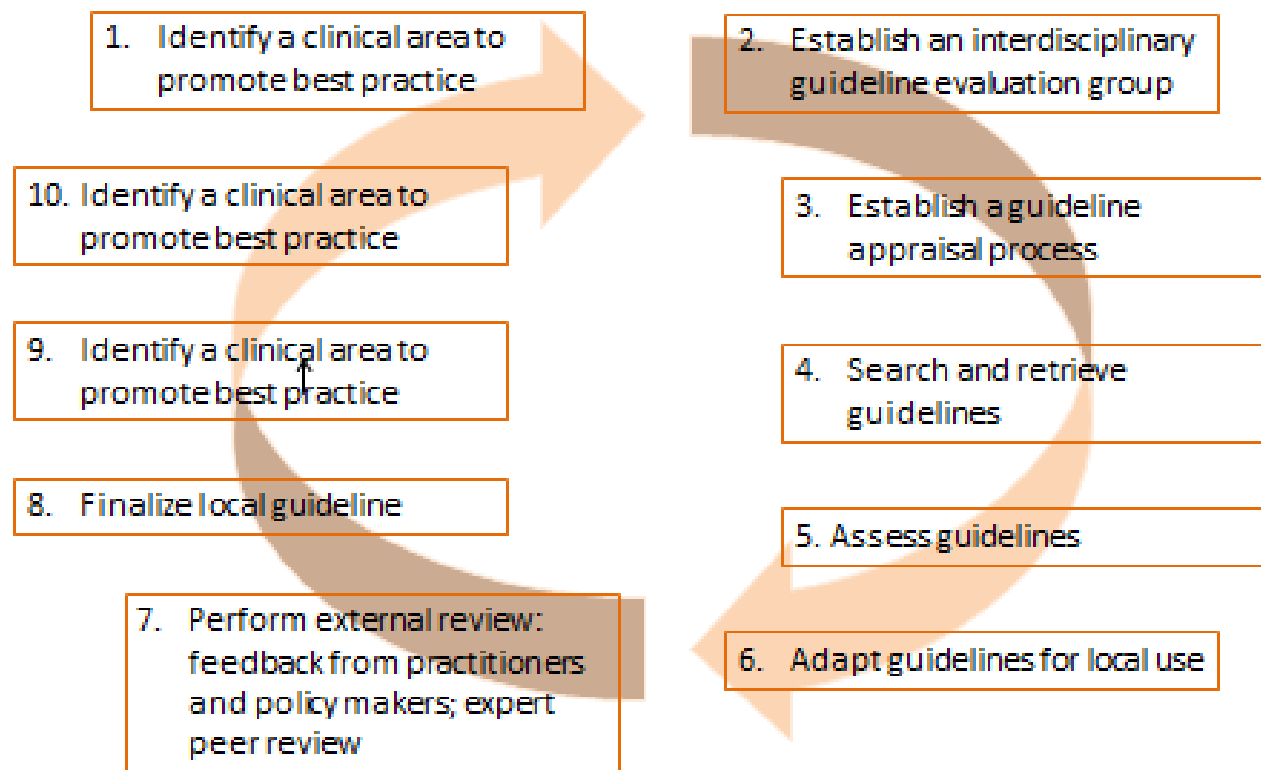 1. Identify a clinical area to
promote best practice
2. Establish an interdisciplinary
guideline evaluation group
3. Establish a guideline
appraisal process
4. Search and retrieve
guidelines
5. Assess guidelines
6. Adapt guidelines for local use
7. Perform external review:
feedback from practitioners
and policy makers; expert
peer review
8. Finalize local guideline
9. Identify a clinical area to
promote best practice
10. Identify a clinical area to
promote best practice